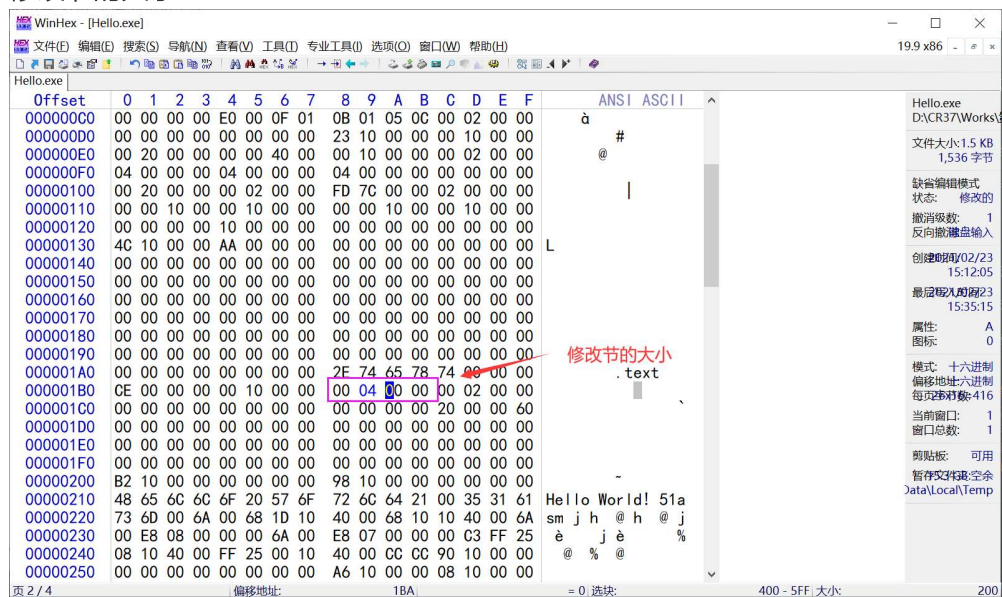 WinHex - [Hello.exe]
文件(F) 编辑(E) 搜索(S) 导航(N) 查看(V) 工具(T) 专业工具(I) 选项(O) 窗口(W) 帮助(H)
19.9 x86
Hello.exe
Offset 0 1 2 3 4 5 6 7 8 9 A B C D E F ANSI ASCII
000000C0 00 00 00 00 E0 00 0F 01 0B 01 05 0C 00 02 00 00 à
000000D0 00 00 00 00 00 00 00 00 23 10 00 00 00 10 00 00 #
000000E0 00 20 00 00 00 00 40 00 00 10 00 00 00 02 00 00 @
000000F0 04 00 00 00 04 00 00 00 04 00 00 00 00 00 00 00
00000100 00 20 00 00 00 02 00 00 FD 7C 00 00 02 00 00 00 |
00000110 00 00 10 00 00 10 00 00 00 00 10 00 00 10 00 00
00000120 00 00 00 00 10 00 00 00 00 00 00 00 00 00 00 00
00000130 4C 10 00 00 AA 00 00 00 00 00 00 00 00 00 00 00 L
00000140 00 00 00 00 00 00 00 00 00 00 00 00 00 00 00 00
00000150 00 00 00 00 00 00 00 00 00 00 00 00 00 00 00 00
00000160 00 00 00 00 00 00 00 00 00 00 00 00 00 00 00 00
00000170 00 00 00 00 00 00 00 00 00 00 00 00 00 00 00 00
00000180 00 00 00 00 00 00 00 00 00 00 00 00 00 00 00 00
00000190 00 00 00 00 00 00 00 00 00 00 00 00 00 00 00 00
修改节的大小
000001A0 00 00 00 00 00 00 00 00 2E 74 65 78 74 00 00 00 .text
000001B0 CE 00 00 00 00 10 00 00 00 04 00 00 00 02 00 00
000001C0 00 00 00 00 00 00 00 00 00 00 00 00 20 00 00 60 `
000001D0 00 00 00 00 00 00 00 00 00 00 00 00 00 00 00 00
000001E0 00 00 00 00 00 00 00 00 00 00 00 00 00 00 00 00
000001F0 00 00 00 00 00 00 00 00 00 00 00 00 00 00 00 00
00000200 B2 10 00 00 00 00 00 00 98 10 00 00 00 00 00 00 ˜
00000210 48 65 6C 6C 6F 20 57 6F 72 6C 64 21 00 35 31 61 Hello World! 51a
00000220 73 6D 00 6A 00 68 1D 10 40 00 68 10 10 40 00 6A sm j h @ h @ j
00000230 00 E8 08 00 00 00 6A 00 E8 07 00 00 00 C3 FF 25 è j è %
00000240 08 10 40 00 FF 25 00 10 40 00 CC CC 90 10 00 00 @ % @
00000250 00 00 00 00 00 00 00 00 A6 10 00 00 08 10 00 00
Hello.exe
D:\CR37\Works\
文件大小:1.5 KB
1,536 字节
缺省编辑模式
状态: 修改的
撤消级数: 1
反向撤消:键盘输入
15:12:05
15:35:15
属性: A
图标: 0
模式: 十六进制
当前窗口: 1
窗口总数: 1
剪贴板: 可用
Data\Local\Temp
页 2 / 4 偏移地址: 1BA = 0 选块: 400 - 5FF 大小: 200